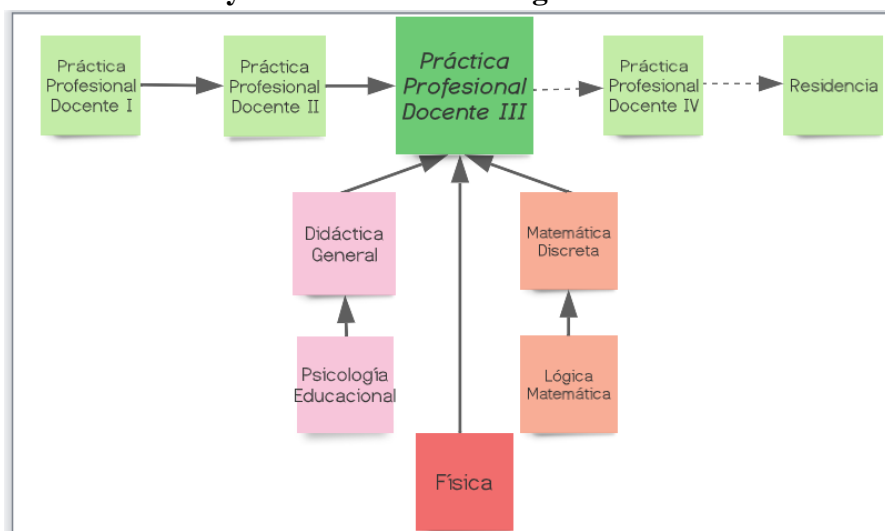 Práctica
Profesional
Docente I
Práctica
Profesional
Docente II
Práctica
Profesional
Docente III
Práctica
Profesional
Docente IV
Residencia
Didáctica
General
Matemática
Discreta
Psicología
Educacional
Lógica
Matemática
Física